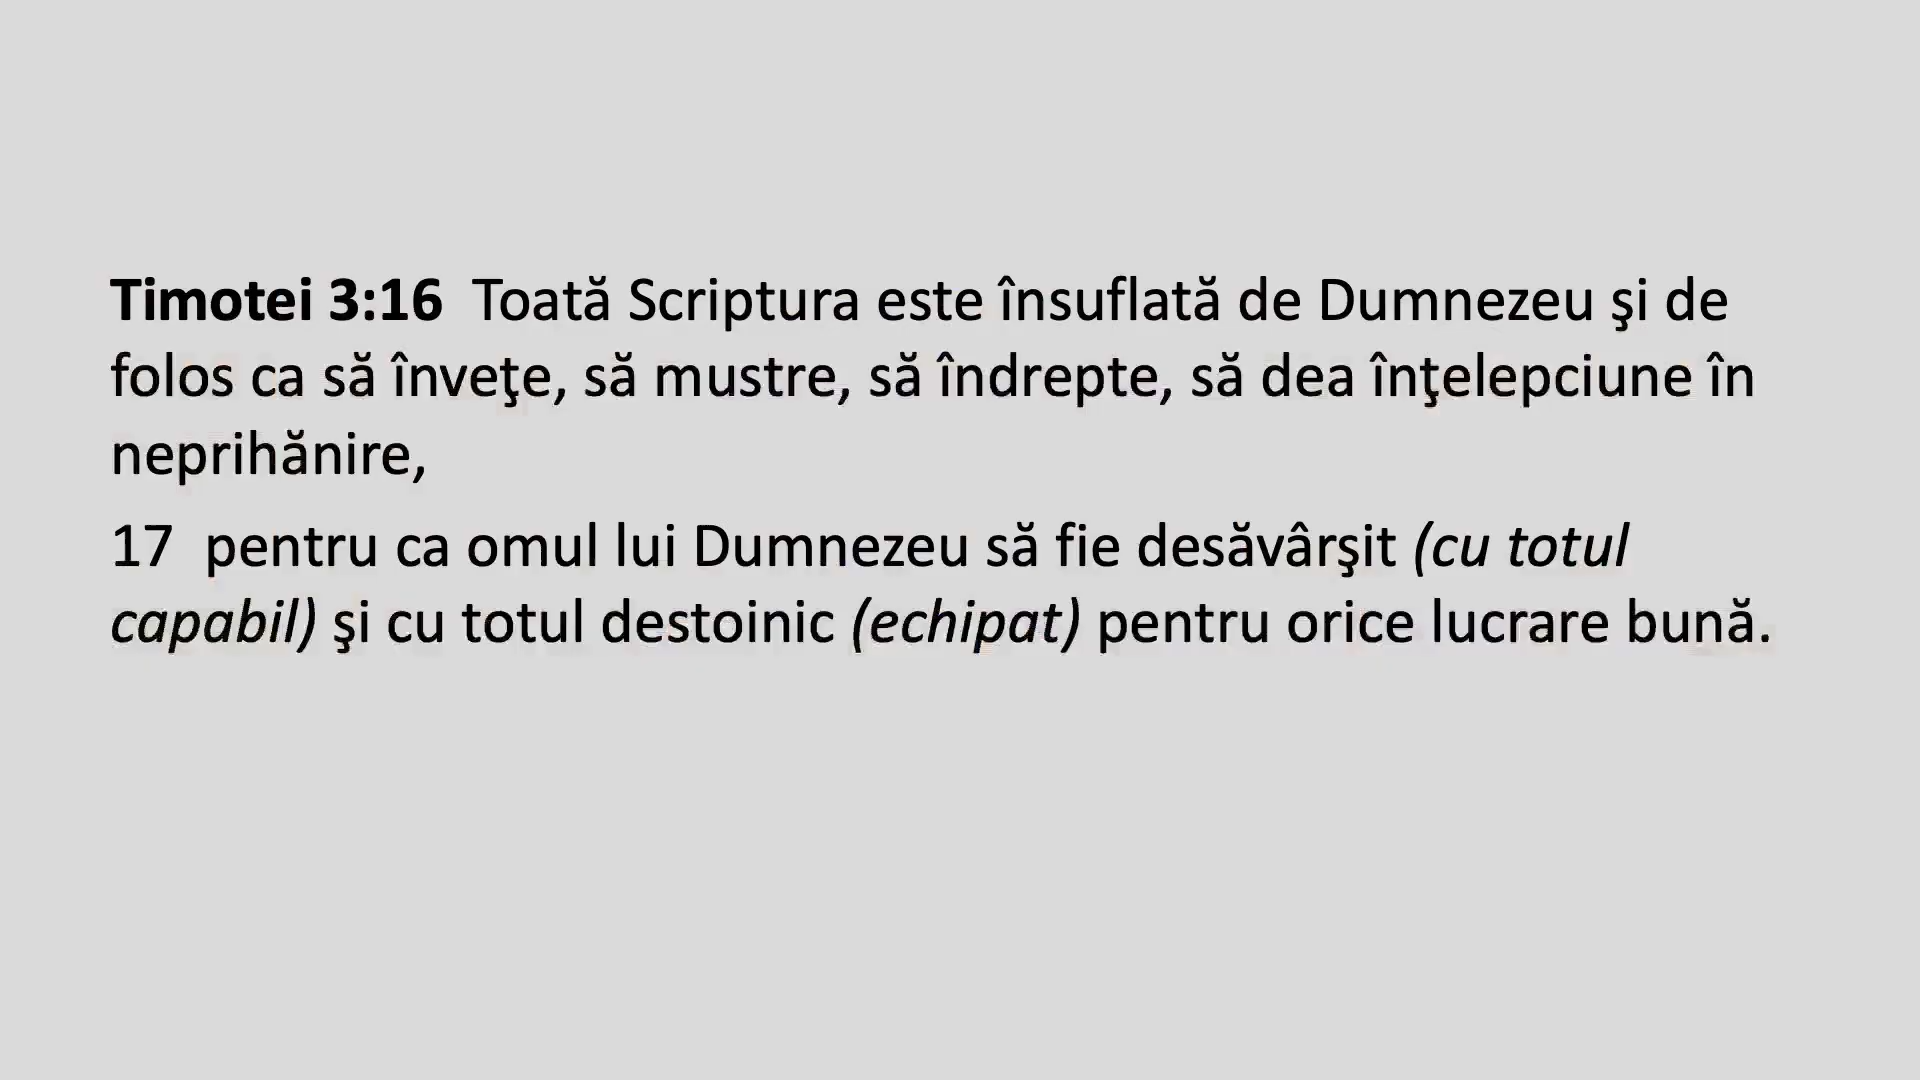 Timotei 3:16  Toată Scriptura este însuflată de Dumnezeu şi de
folos ca să înveţe, să mustre, să îndrepte, să dea înţelepciune în
neprihănire,
17  pentru ca omul lui Dumnezeu să fie desăvârşit (cu totul
capabil) şi cu totul destoinic (echipat) pentru orice lucrare bună.